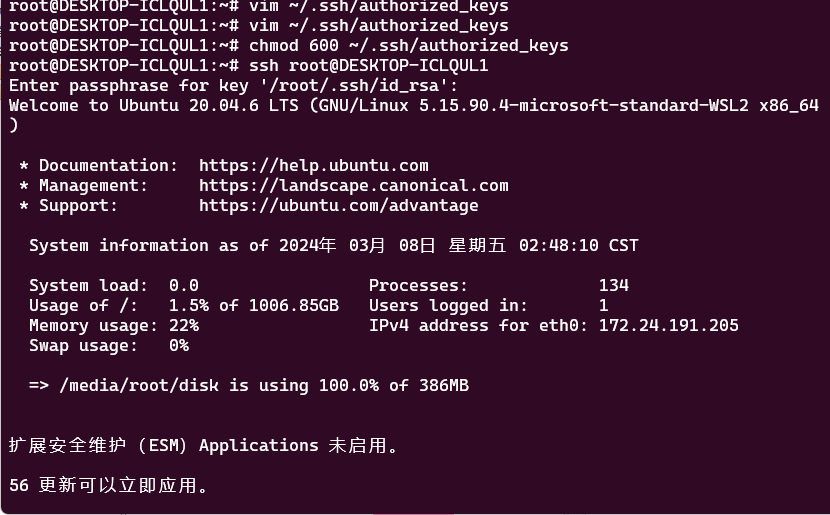 root@DESKTOP-ICLQUL1:~# vim ~/.ssh/authorized_keys
root@DESKTOP-ICLQUL1:~# vim ~/.ssh/authorized_keys
root@DESKTOP-ICLQUL1:~# chmod 600 ~/.ssh/authorized_keys
root@DESKTOP-ICLQUL1:~# ssh root@DESKTOP-ICLQUL1
Enter passphrase for key '/root/.ssh/id_rsa':
Welcome to Ubuntu 20.04.6 LTS (GNU/Linux 5.15.90.4-microsoft-standard-WSL2 x86_64
)
* Documentation:  https://help.ubuntu.com
* Management:     https://landscape.canonical.com
* Support:        https://ubuntu.com/advantage
System information as of 2024年 03月 08日 星期五 02:48:10 CST
System load:  0.0                 Processes:             134
Usage of /:   1.5% of 1006.85GB   Users logged in:       1
Memory usage: 22%                 IPv4 address for eth0: 172.24.191.205
Swap usage:   0%
=> /media/root/disk is using 100.0% of 386MB
扩展安全维护（ESM）Applications 未启用。
56 更新可以立即应用。